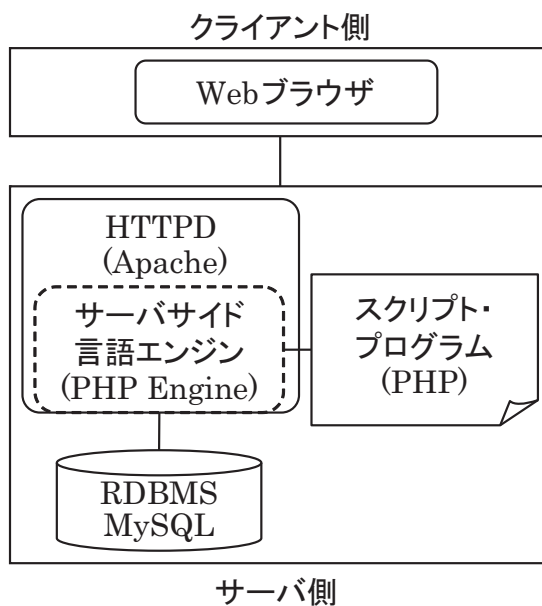 クライアント側
Webブラウザ
HTTPD
(Apache)
サーバサイド
言語エンジン
(PHP Engine)
スクリプト・
プログラム
(PHP)
RDBMS
MySQL
サーバ側